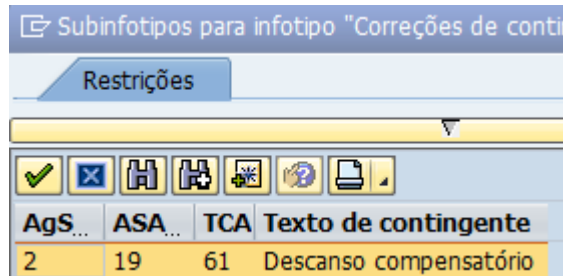 Subinfotipos para infotipo "Correções de conti
Restrições
AgS... ASA... TCA Texto de contingente
2 19 61 Descanso compensatório